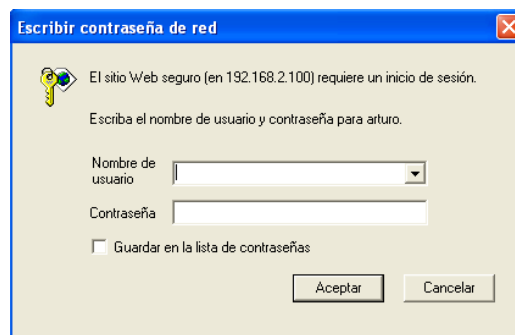 Escribir contraseña de red
El sitio Web seguro (en 192.168.2.100) requiere un inicio de sesión.
Escriba el nombre de usuario y contraseña para arturo.
Nombre de
usuario
Contraseña
Guardar en la lista de contraseñas
Aceptar Cancelar